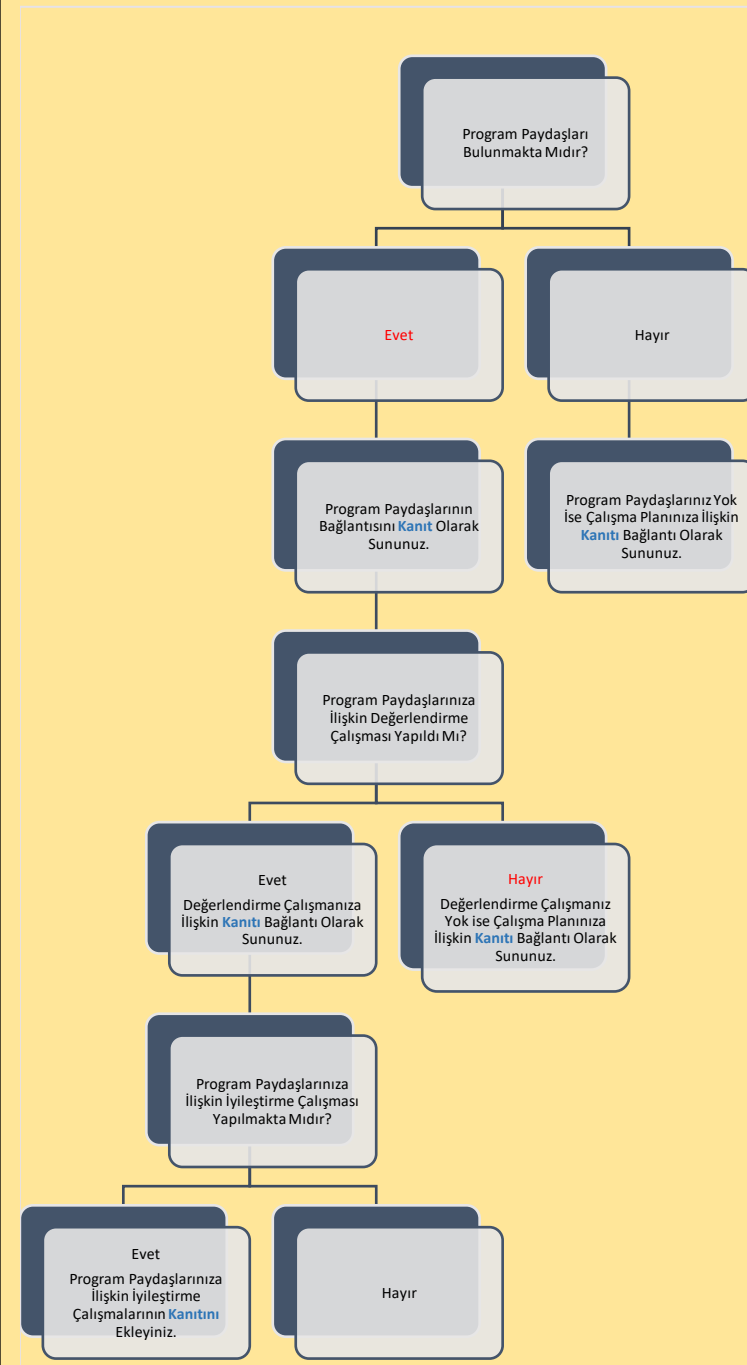 Program Paydaşları
Bulunmakta Mıdır?
Evet
Hayır
Program Paydaşlarının
Bağlantısını Kanıt Olarak
Sununuz.
Program Paydaşlarınız Yok
İse Çalışma Planınıza İlişkin
Kanıtı Bağlantı Olarak
Sununuz.
Program Paydaşlarınıza
İlişkin Değerlendirme
Çalışması Yapıldı Mı?
Evet
Değerlendirme Çalışmanıza
İlişkin Kanıtı Bağlantı Olarak
Sununuz.
Hayır
Değerlendirme Çalışmanız
Yok ise Çalışma Planınıza
İlişkin Kanıtı Bağlantı Olarak
Sununuz.
Program Paydaşlarınıza
İlişkin İyileştirme Çalışması
Yapılmakta Mıdır?
Evet
Program Paydaşlarınıza
İlişkin İyileştirme
Çalışmalarının Kanıtını
Ekleyiniz.
Hayır